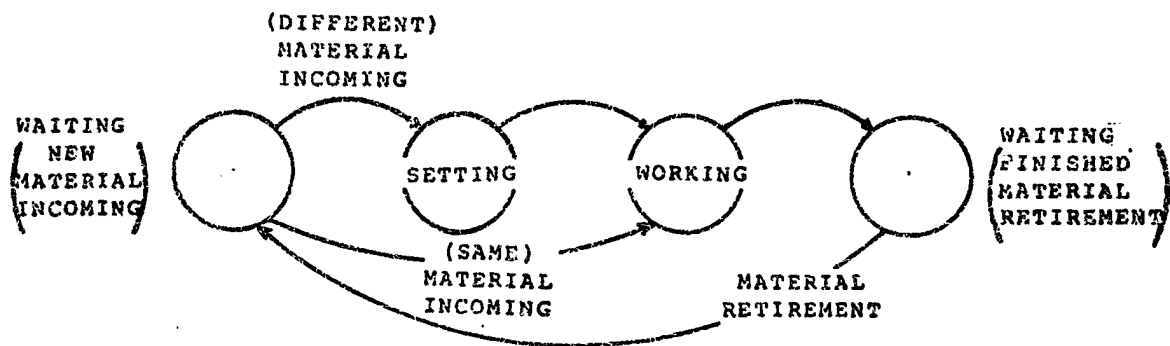 (DIFFERENT)
MATERIAL
INCOMING
WAITING
NEW
MATERIAL
INCOMING
SETTING
WORKING
WAITING
FINISHED
MATERIAL
RETIREMENT
(SAME)
MATERIAL
INCOMING
MATERIAL
RETIREMENT